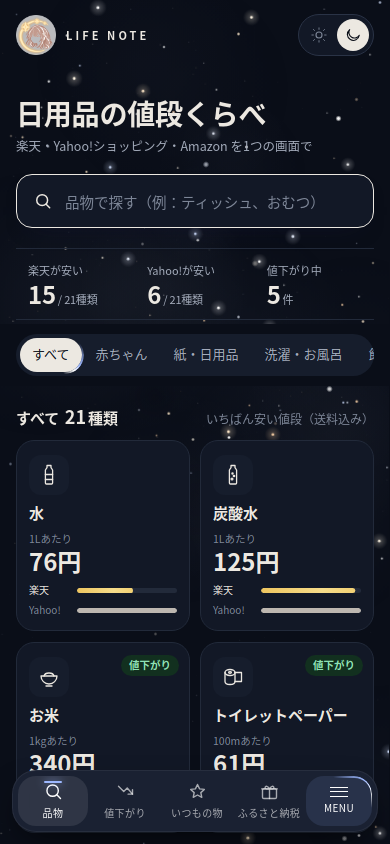 LIFE NOTE
日用品の値段くらべ
楽天・Yahoo!ショッピング・Amazon を1つの画面で
品物で探す（例：ティッシュ、おむつ）
楽天が安い Yahoo!が安い 値下がり中
15 / 21種類 6 / 21種類 5 件
すべて 赤ちゃん 紙・日用品 洗濯・お風呂
すべて 21種類 いちばん安い値段（送料込み）
水 炭酸水
1Lあたり 1Lあたり
76円 125円
楽天 楽天
Yahoo! Yahoo!
値下がり 値下がり
お米 トイレットペーパー
1kgあたり 100mあたり
340円 61円
品物 値下がり いつもの物 ふるさと納税 MENU